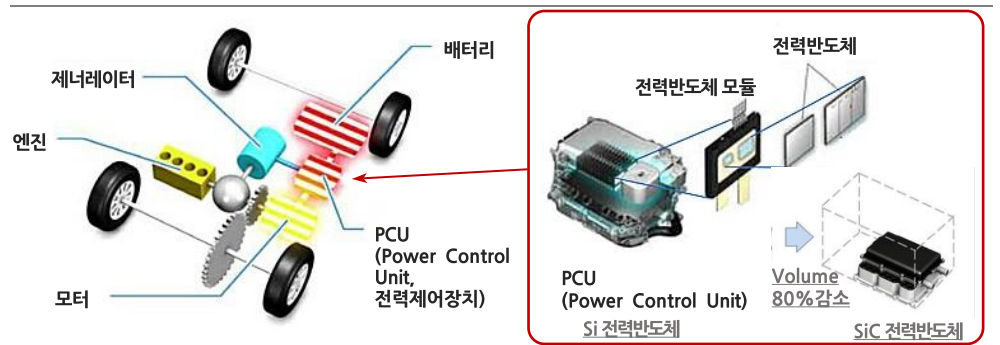 배터리
제너레이터
엔진
모터
PCU
(Power Control
Unit,
전력제어장치)
전력반도체
전력반도체 모듈
PCU
(Power Control Unit)
Si 전력반도체
Volume
80%감소
SiC 전력반도체